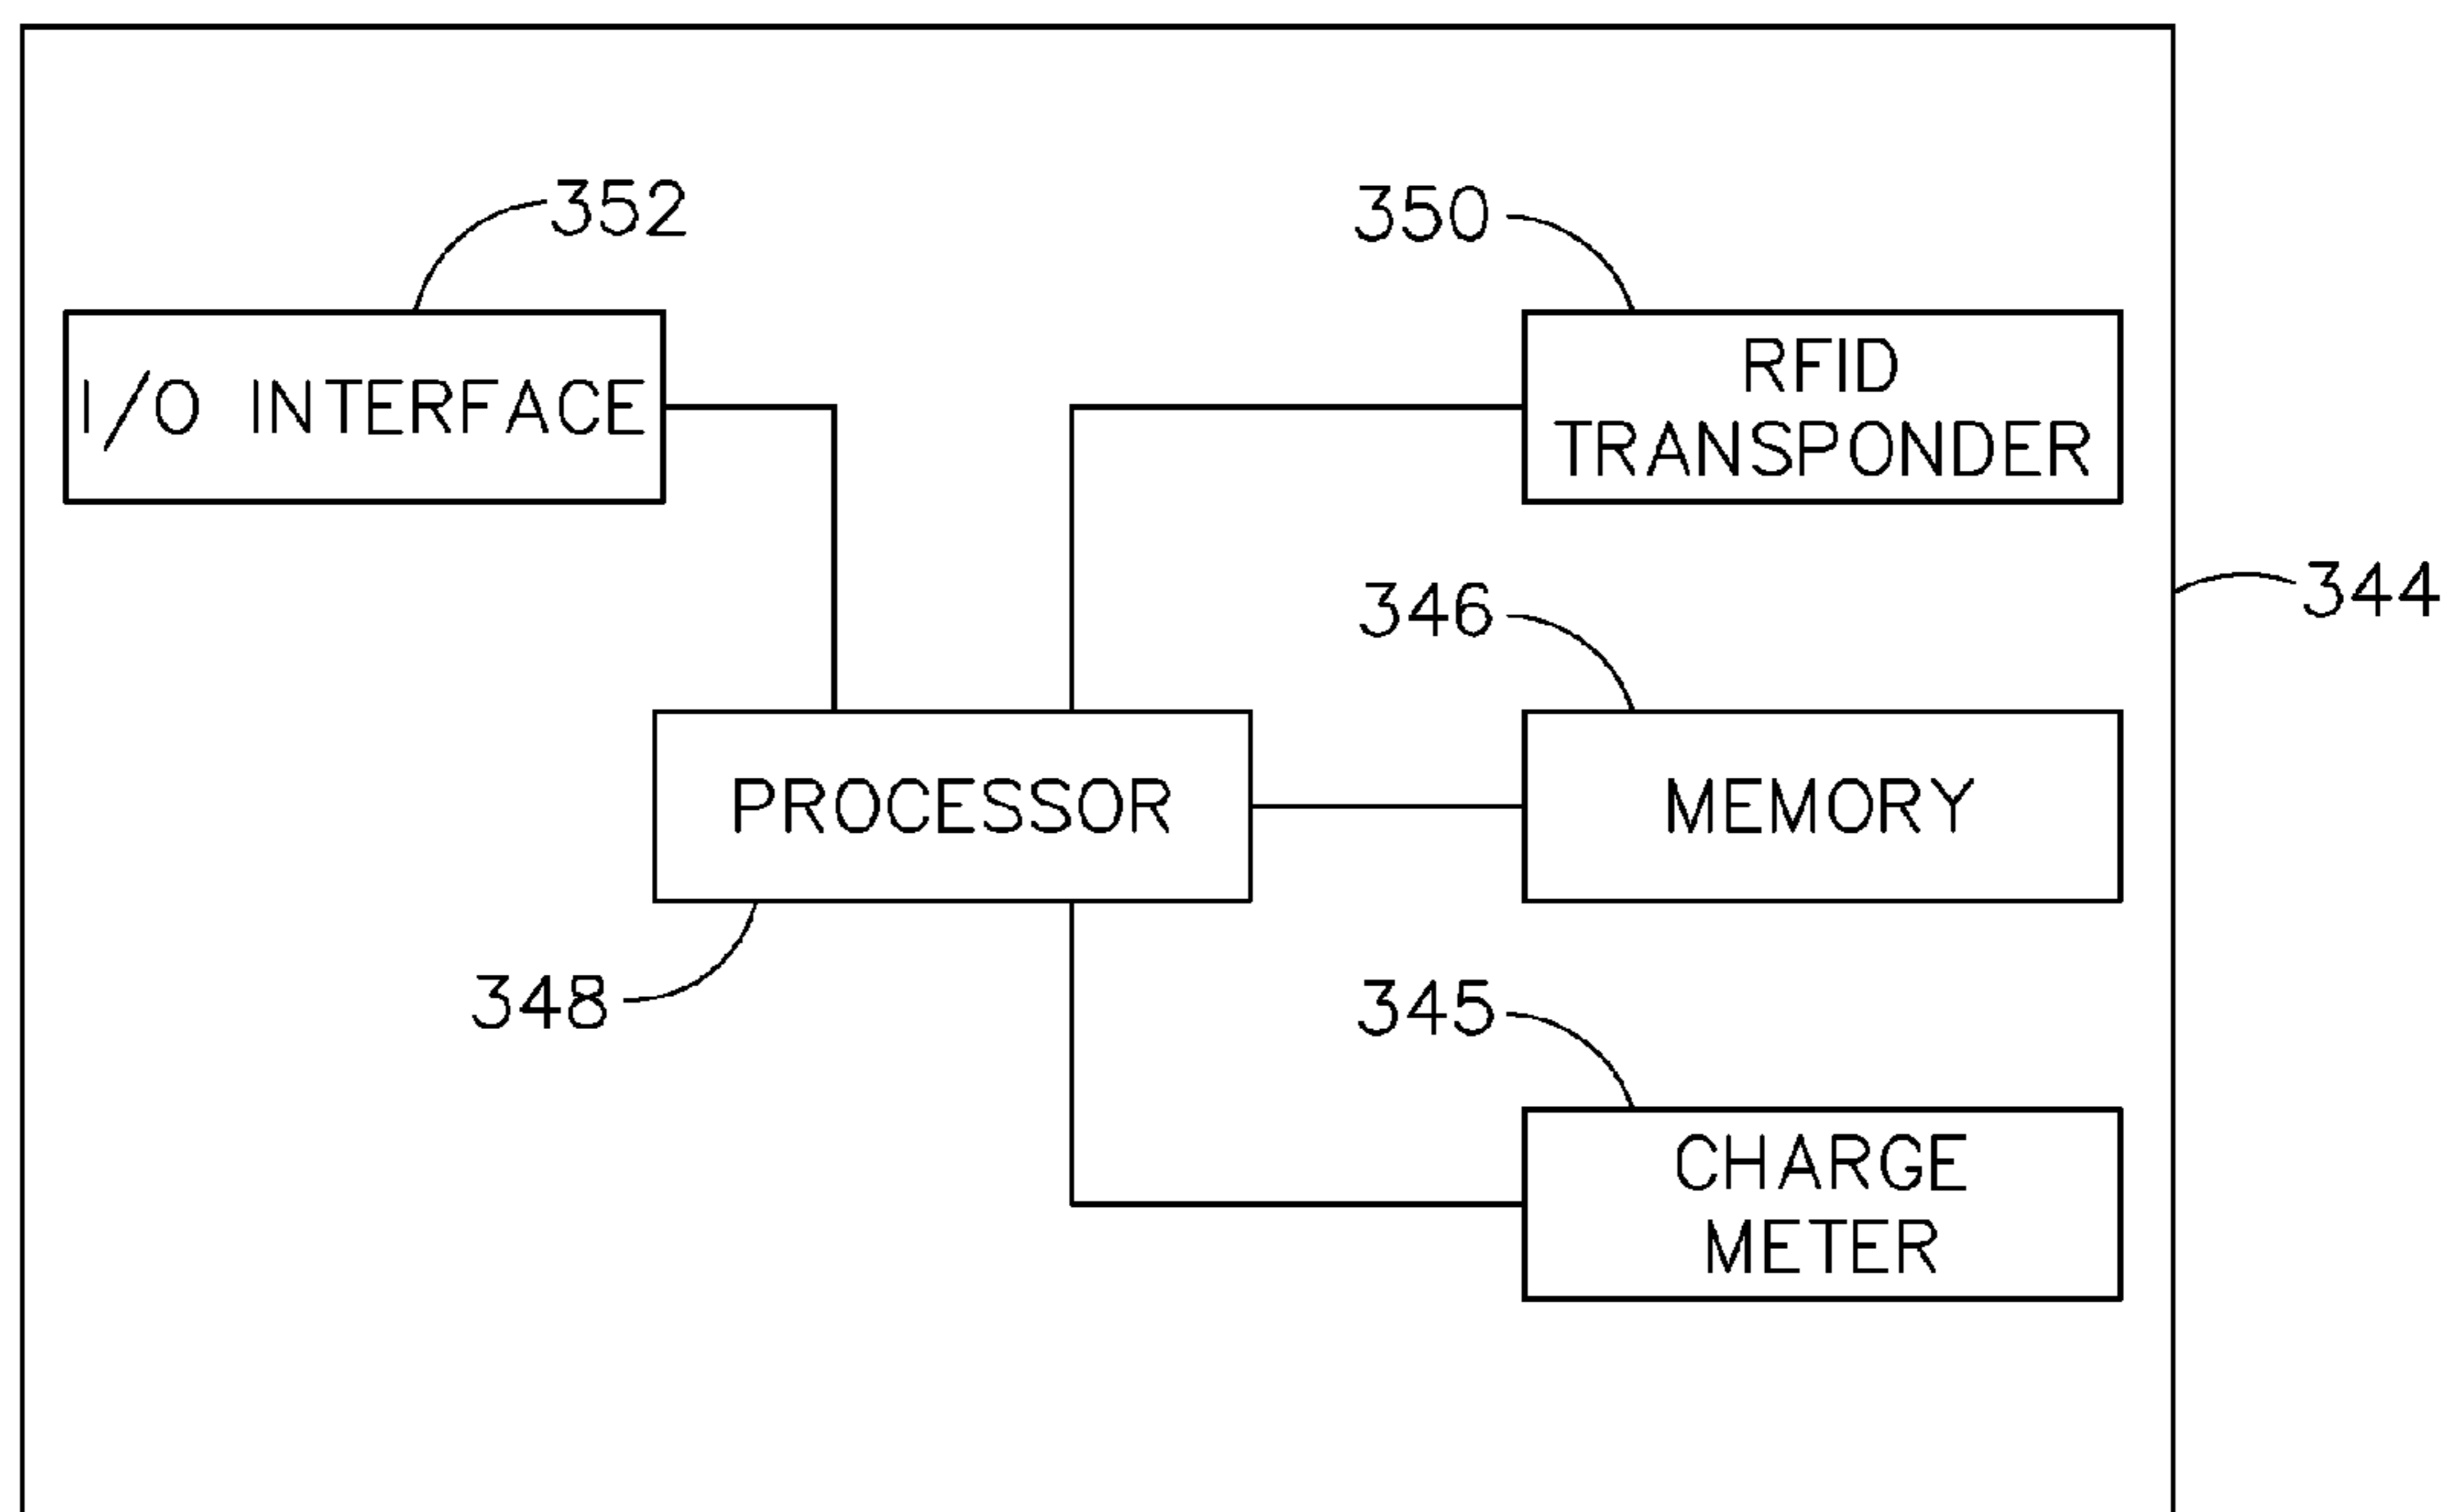 352
350
I/O INTERFACE
RFID
TRANSPONDER
344
346
PROCESSOR
MEMORY
348
345
CHARGE
METER